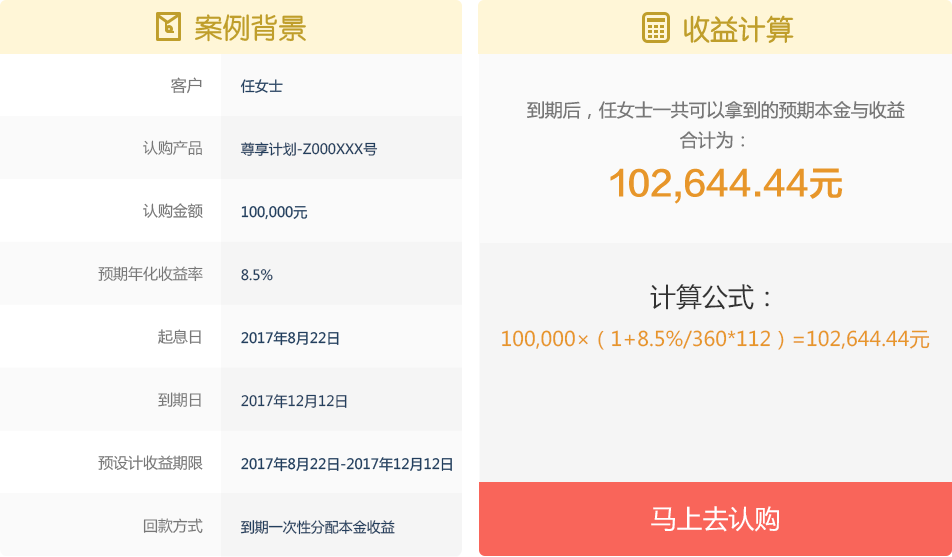 案例背景
客户 任女士
认购产品 尊享计划-Z000XXX号
认购金额 100,000元
预期年化收益率 8.5%
起息日 2017年8月22日
到期日 2017年12月12日
预设计收益期限 2017年8月22日-2017年12月12日
回款方式 到期一次性分配本金收益
收益计算
到期后，任女士一共可以拿到的预期本金与收益
合计为：
102,644.44元
计算公式：
100,000×（1+8.5%/360*112）=102,644.44元
马上去认购